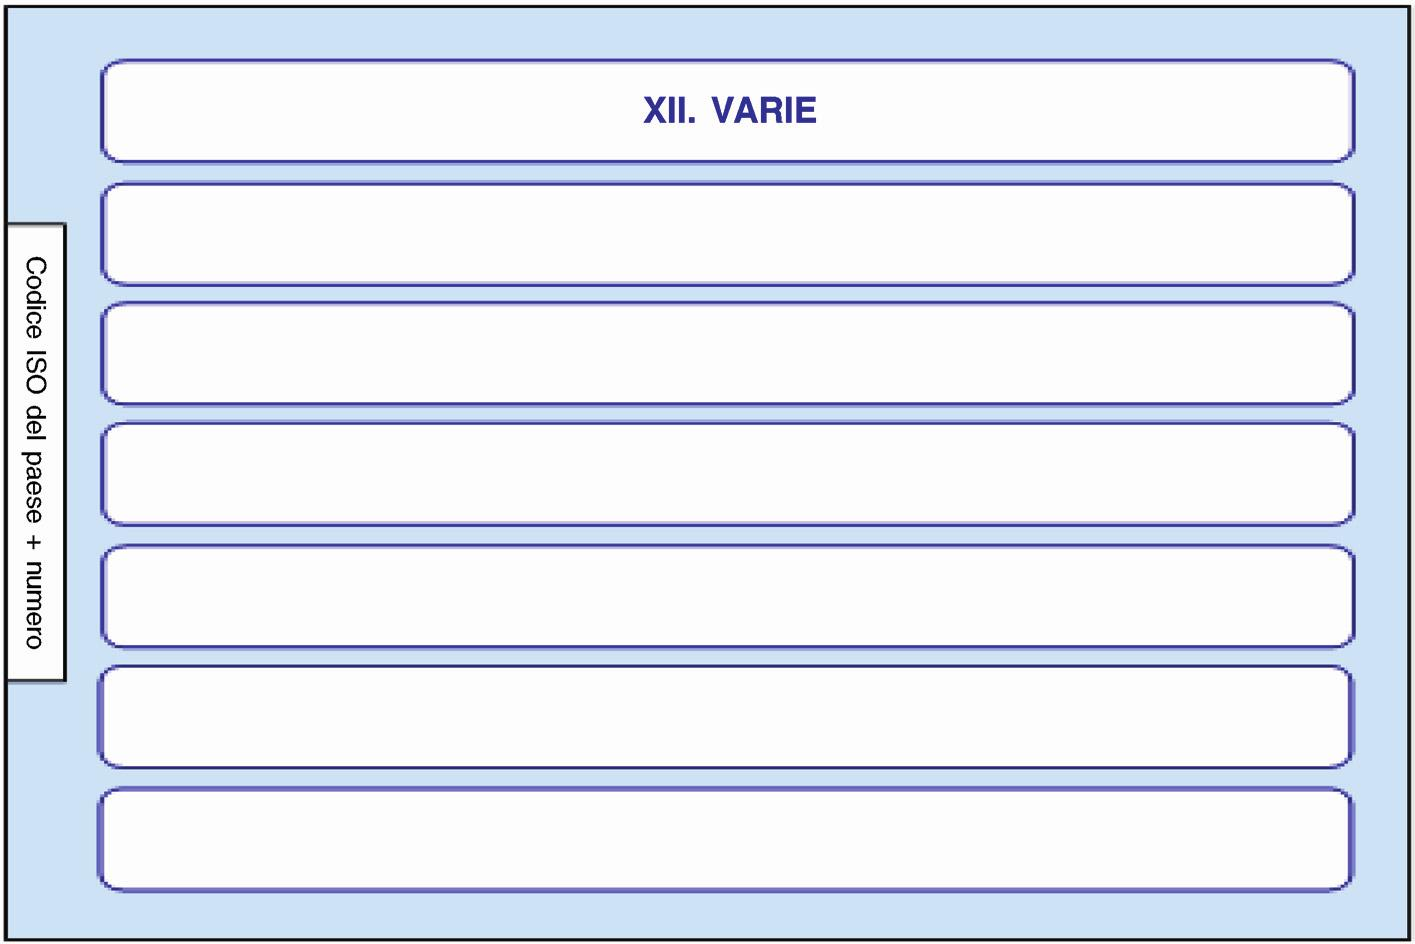 XII. VARIE
Codice ISO del paese + numero